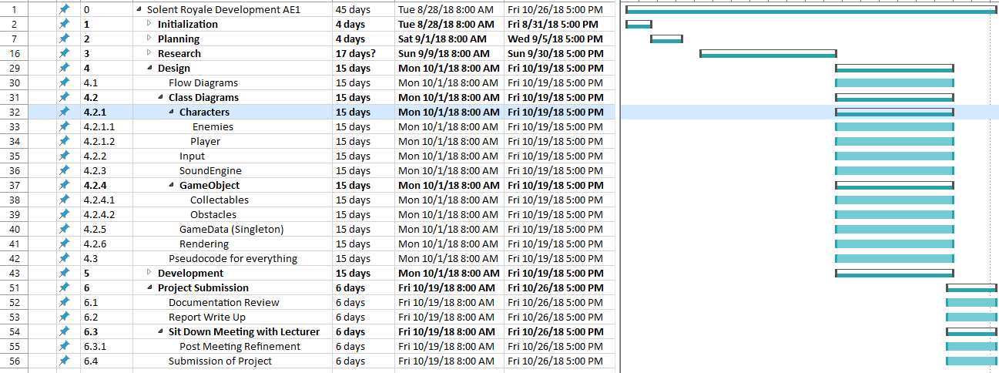 1 0 Solent Royale Development AE1 45 days Tue 8/28/18 8:00 AM Fri 10/26/18 5:00 PM
2 1 Initialization 4 days Tue 8/28/18 8:00 AM Fri 8/31/18 5:00 PM
7 2 Planning 4 days Sat 9/1/18 8:00 AM Wed 9/5/18 5:00 PM
16 3 Research 17 days? Sun 9/9/18 8:00 AM Sun 9/30/18 5:00 PM
29 4 Design 15 days Mon 10/1/18 8:00 AM Fri 10/19/18 5:00 PM
30 4.1 Flow Diagrams 15 days Mon 10/1/18 8:00 AM Fri 10/19/18 5:00 PM
31 4.2 Class Diagrams 15 days Mon 10/1/18 8:00 AM Fri 10/19/18 5:00 PM
32 4.2.1 Characters 15 days Mon 10/1/18 8:00 AM Fri 10/19/18 5:00 PM
33 4.2.1.1 Enemies 15 days Mon 10/1/18 8:00 AM Fri 10/19/18 5:00 PM
34 4.2.1.2 Player 15 days Mon 10/1/18 8:00 AM Fri 10/19/18 5:00 PM
35 4.2.2 Input 15 days Mon 10/1/18 8:00 AM Fri 10/19/18 5:00 PM
36 4.2.3 SoundEngine 15 days Mon 10/1/18 8:00 AM Fri 10/19/18 5:00 PM
37 4.2.4 GameObject 15 days Mon 10/1/18 8:00 AM Fri 10/19/18 5:00 PM
38 4.2.4.1 Collectables 15 days Mon 10/1/18 8:00 AM Fri 10/19/18 5:00 PM
39 4.2.4.2 Obstacles 15 days Mon 10/1/18 8:00 AM Fri 10/19/18 5:00 PM
40 4.2.5 GameData (Singleton) 15 days Mon 10/1/18 8:00 AM Fri 10/19/18 5:00 PM
41 4.2.6 Rendering 15 days Mon 10/1/18 8:00 AM Fri 10/19/18 5:00 PM
42 4.3 Pseudocode for everything 15 days Mon 10/1/18 8:00 AM Fri 10/19/18 5:00 PM
43 5 Development 15 days Mon 10/1/18 8:00 AM Fri 10/19/18 5:00 PM
51 6 Project Submission 6 days Fri 10/19/18 8:00 AM Fri 10/26/18 5:00 PM
52 6.1 Documentation Review 6 days Fri 10/19/18 8:00 AM Fri 10/26/18 5:00 PM
53 6.2 Report Write Up 6 days Fri 10/19/18 8:00 AM Fri 10/26/18 5:00 PM
54 6.3 Sit Down Meeting with Lecturer 6 days Fri 10/19/18 8:00 AM Fri 10/26/18 5:00 PM
55 6.3.1 Post Meeting Refinement 6 days Fri 10/19/18 8:00 AM Fri 10/26/18 5:00 PM
56 6.4 Submission of Project 6 days Fri 10/19/18 8:00 AM Fri 10/26/18 5:00 PM